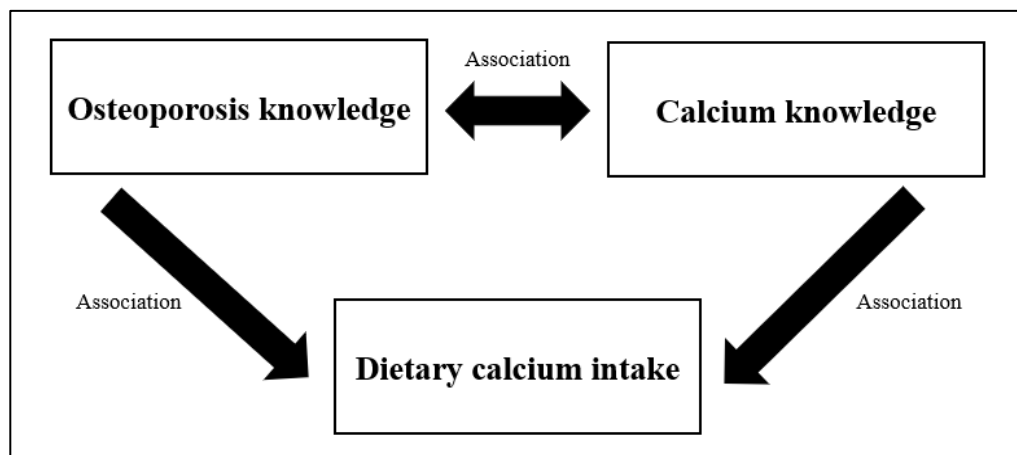 Association
Osteoporosis knowledge
Calcium knowledge
Association
Association
Dietary calcium intake